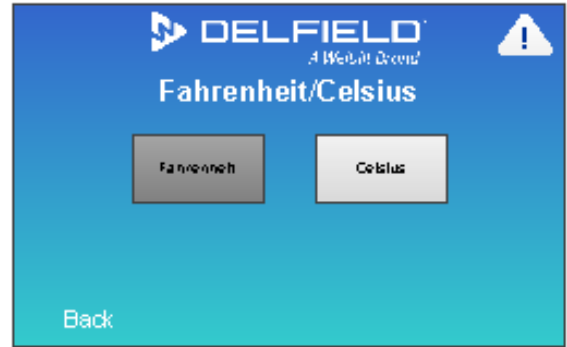 DELFIELD
A Welbilt Brand
Fahrenheit/Celsius
Fahrenheit
Celsius
Back